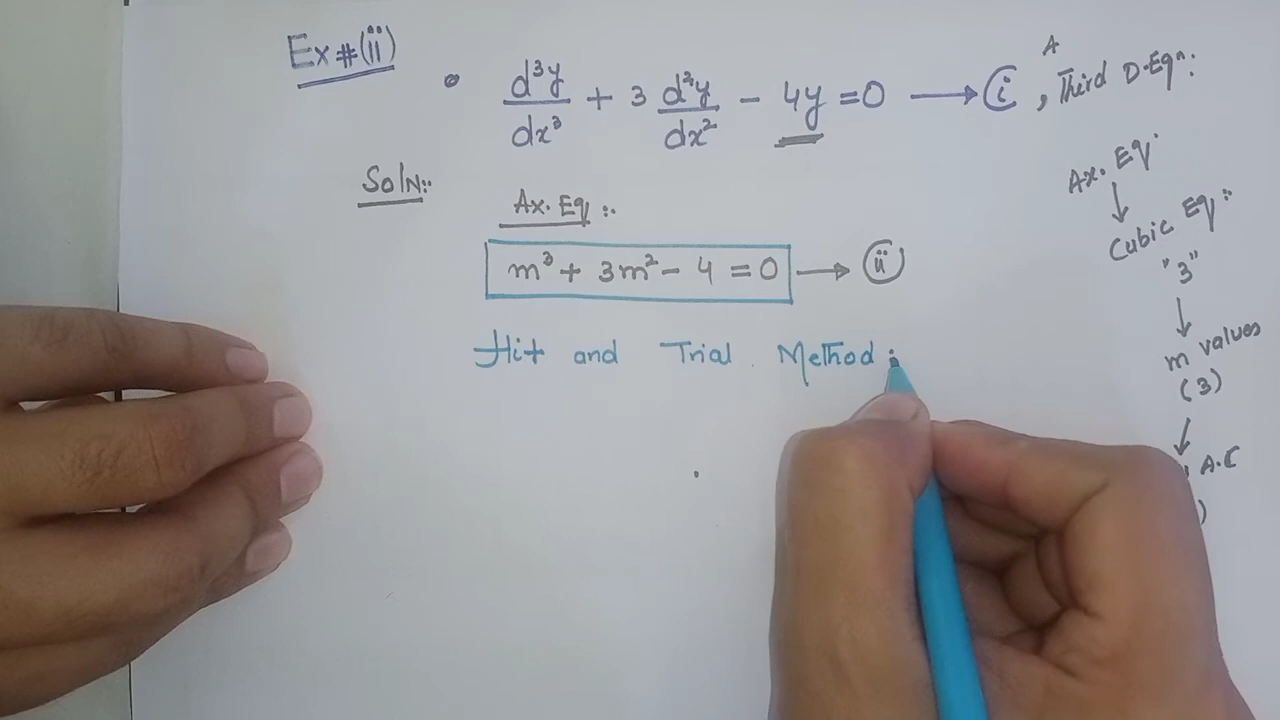 Ex #(ii)
d³y/dx³ + 3 d²y/dx² - 4y = 0 → (i) , A Third D.Eqⁿ:
Soln:.
Ax. Eq :.
m³ + 3m² - 4 = 0 → (ii)
Hit and Trial Method :
Ax. Eq.
↓
Cubic Eq :.
"3"
↓
m values
(3)
↓
A.C
)